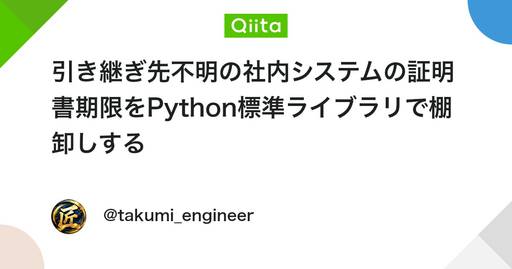 Qiita
引き継ぎ先不明の社内システムの証明
書期限をPython標準ライブラリで棚
卸しする
匠
@takumi_engineer